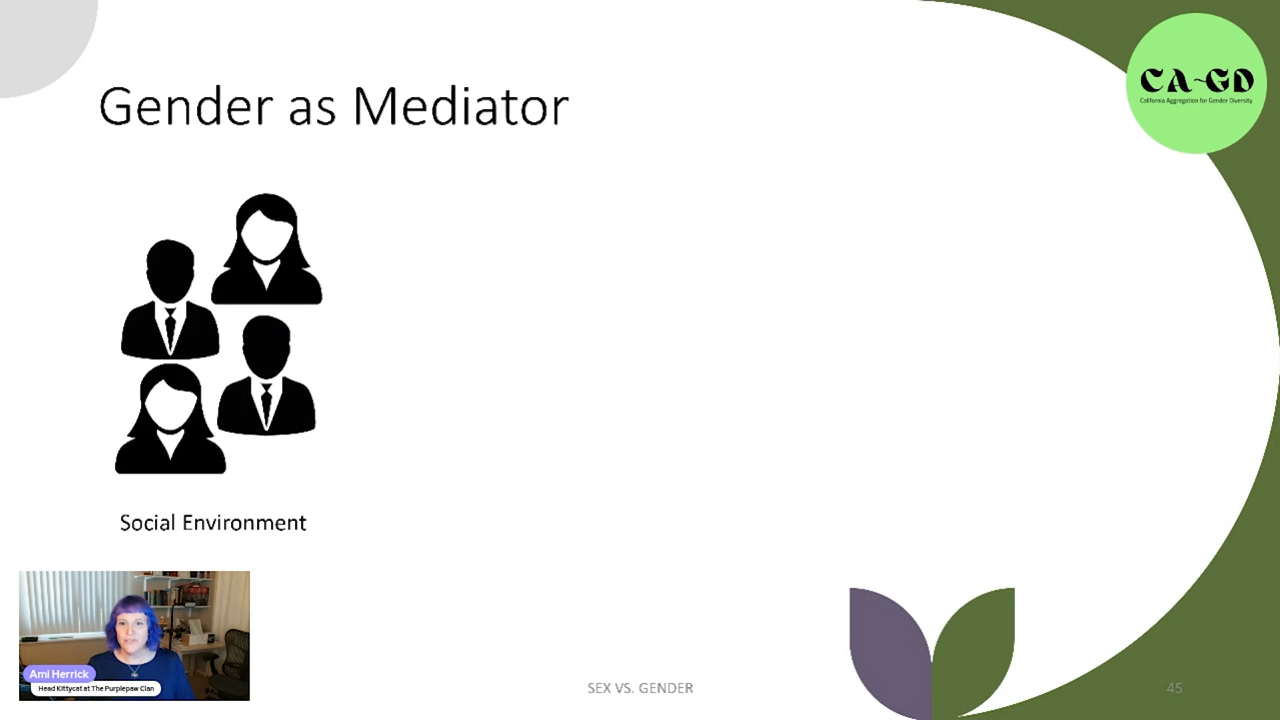 Gender as Mediator
CA~GD
California Aggregation for Gender Diversity
Social Environment
Ami Herrick
Head Kittycat at The Purplepaw Clan
SEX VS. GENDER
45